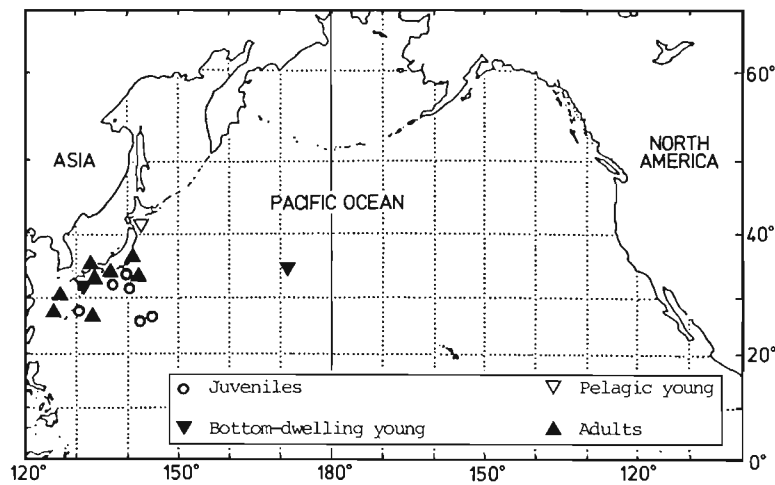 60°
ASIA
NORTH
AMERICA
PACIFIC OCEAN
40°
Juveniles
Pelagic young
20°
Bottom-dwelling young
Adults
0°
120°
150°
180°
150°
120°